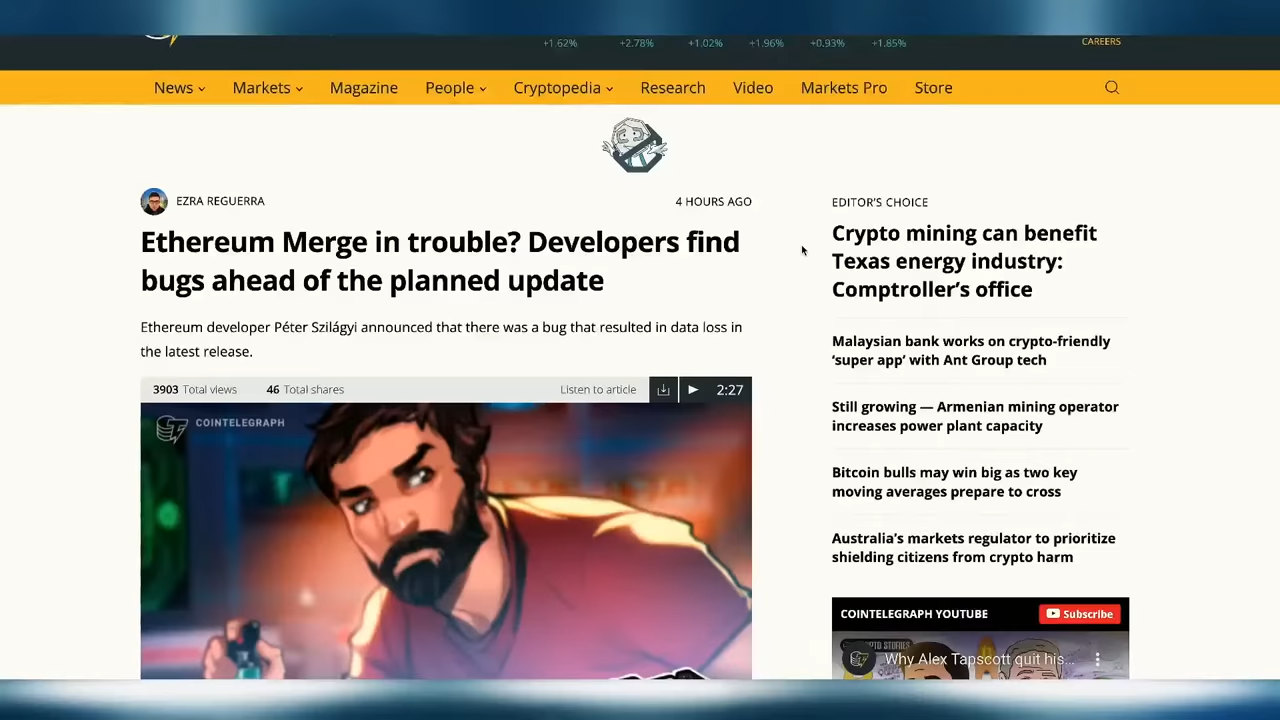 +1.62% +2.78% +1.02% +1.96% +0.93% +1.85%
CAREERS
News Markets Magazine People Cryptopedia Research Video Markets Pro Store
EZRA REGUERRA
4 HOURS AGO
Ethereum Merge in trouble? Developers find
bugs ahead of the planned update
Ethereum developer Péter Szilágyi announced that there was a bug that resulted in data loss in
the latest release.
3903 Total views 46 Total shares Listen to article 2:27
COINTELEGRAPH
EDITOR'S CHOICE
Crypto mining can benefit
Texas energy industry:
Comptroller’s office
Malaysian bank works on crypto-friendly
‘super app’ with Ant Group tech
Still growing — Armenian mining operator
increases power plant capacity
Bitcoin bulls may win big as two key
moving averages prepare to cross
Australia’s markets regulator to prioritize
shielding citizens from crypto harm
COINTELEGRAPH YOUTUBE
Subscribe
Why Alex Tapscott quit his...